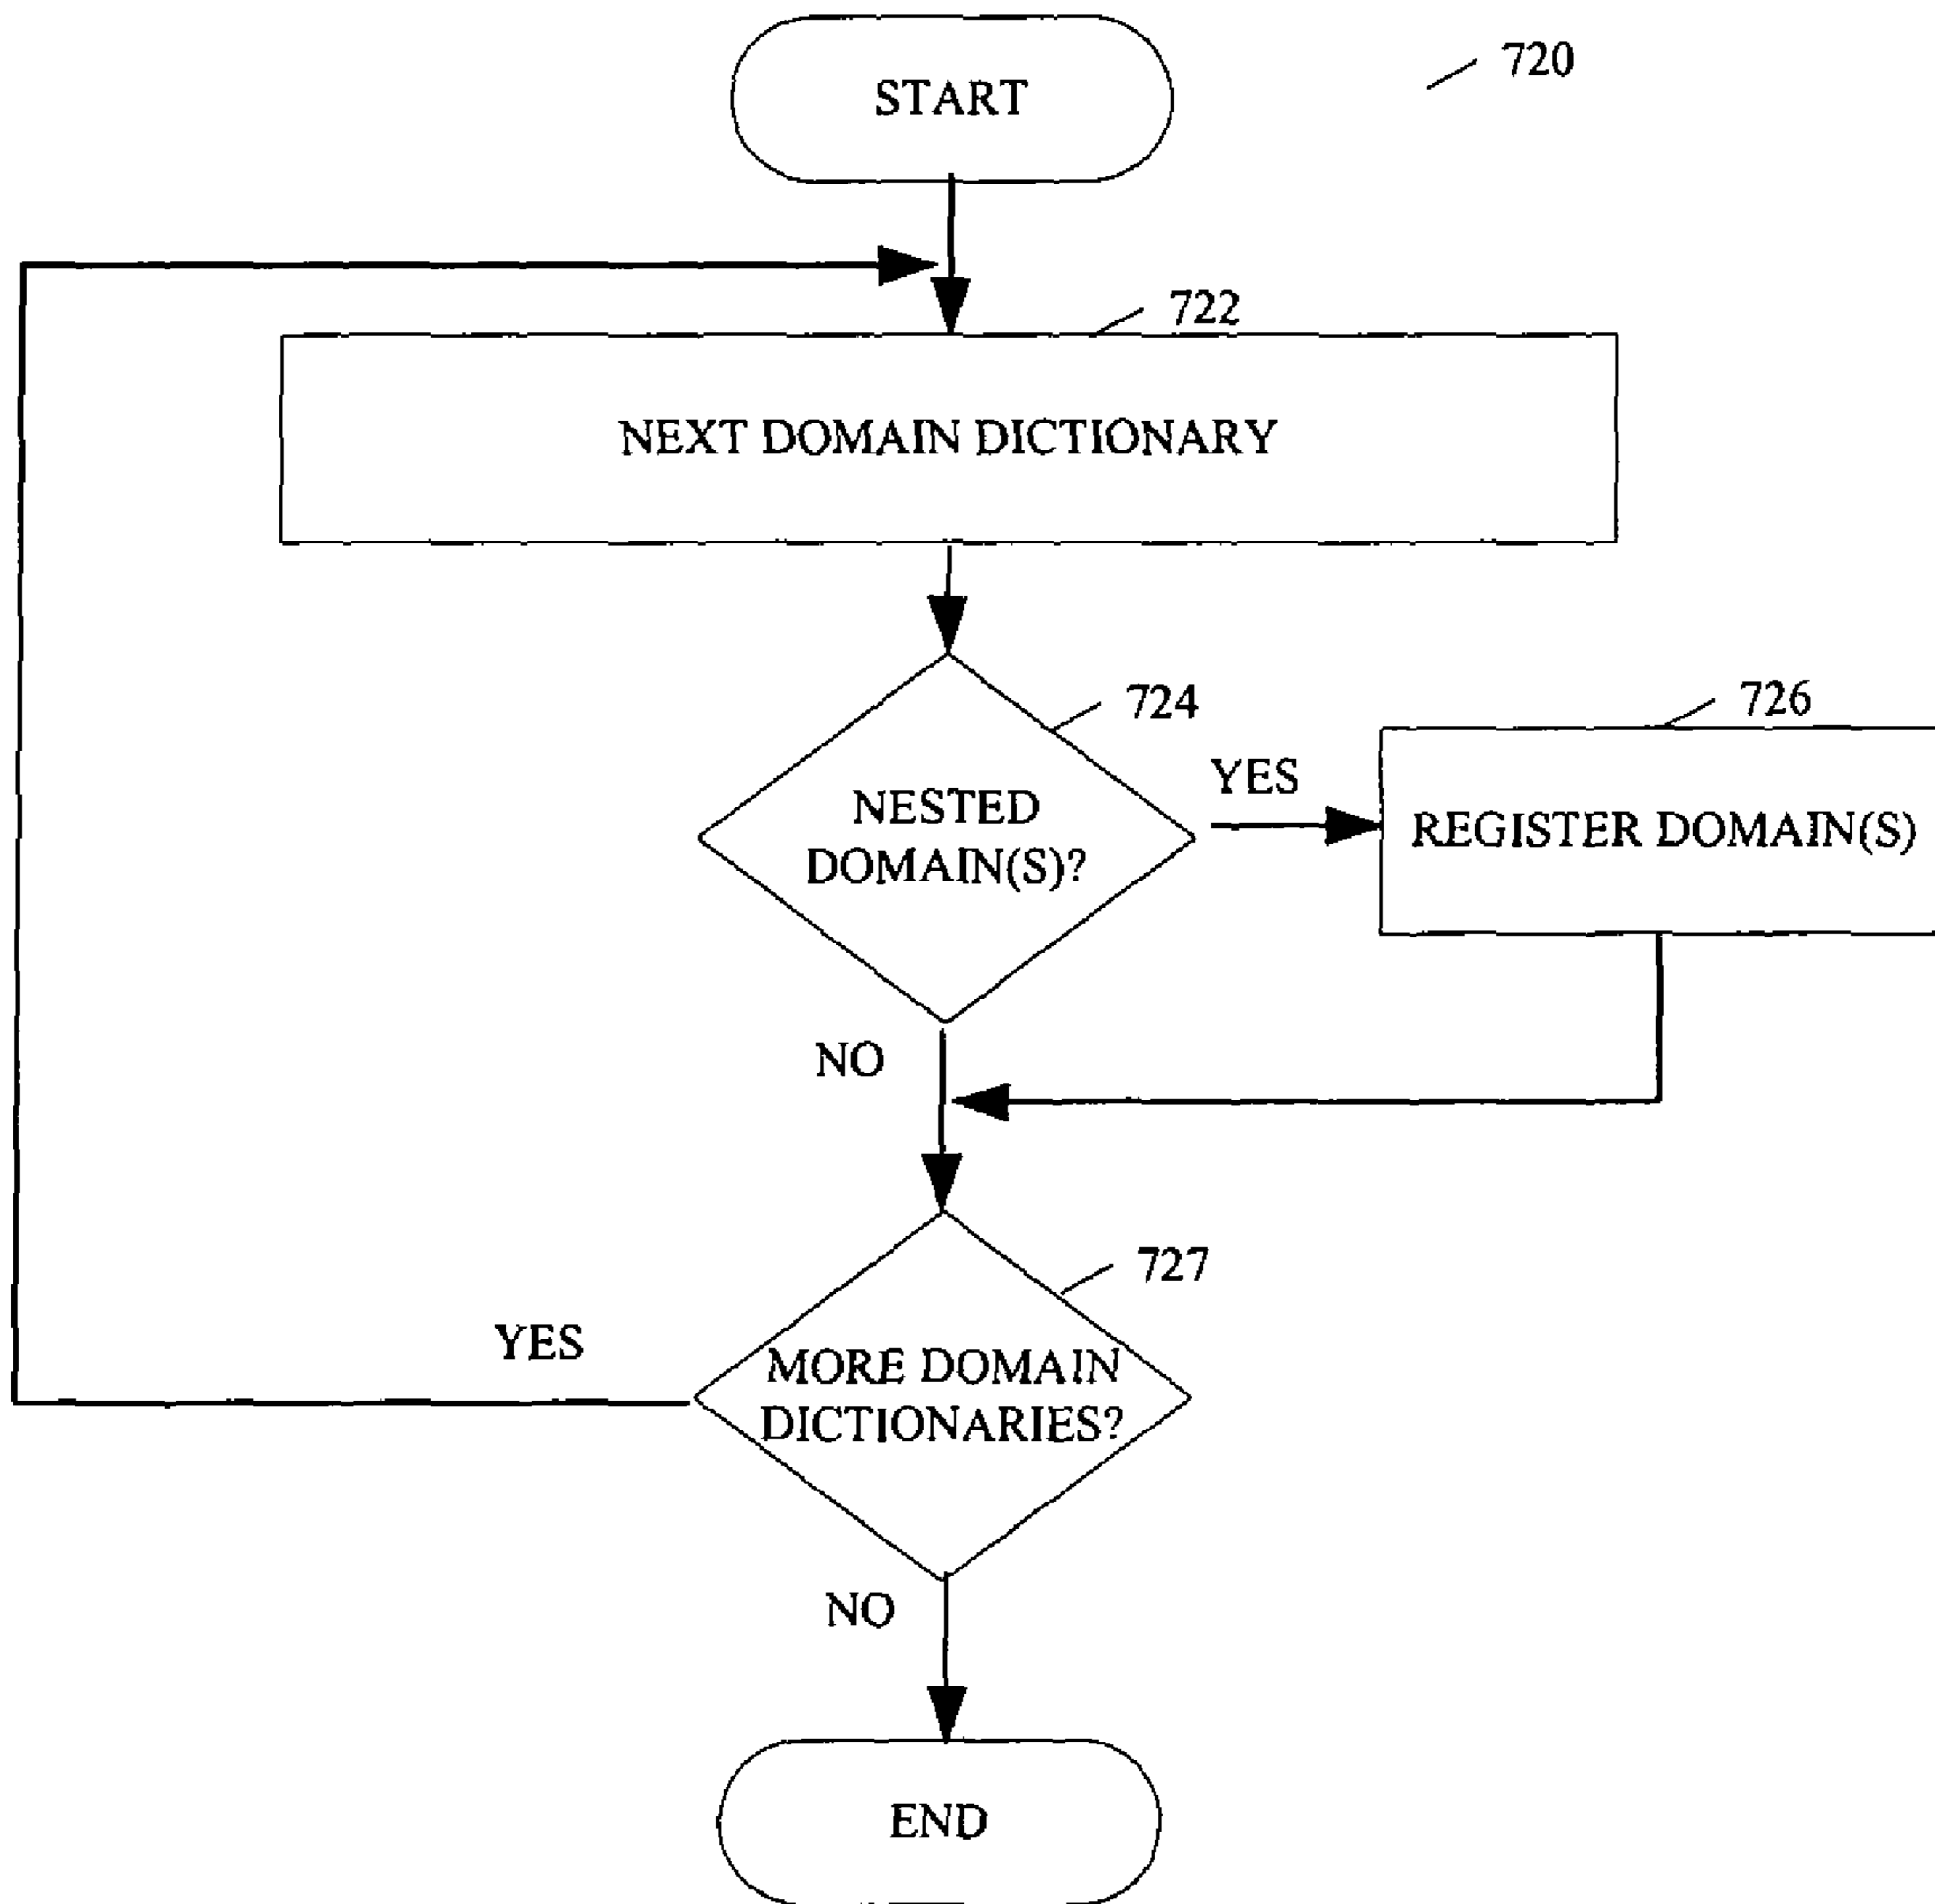 START
720
722
NEXT DOMAIN DICTIONARY
724
726
YES
NESTED
DOMAIN(S)?
REGISTER DOMAIN(S)
NO
727
YES
MORE DOMAIN
DICTIONARIES?
NO
END